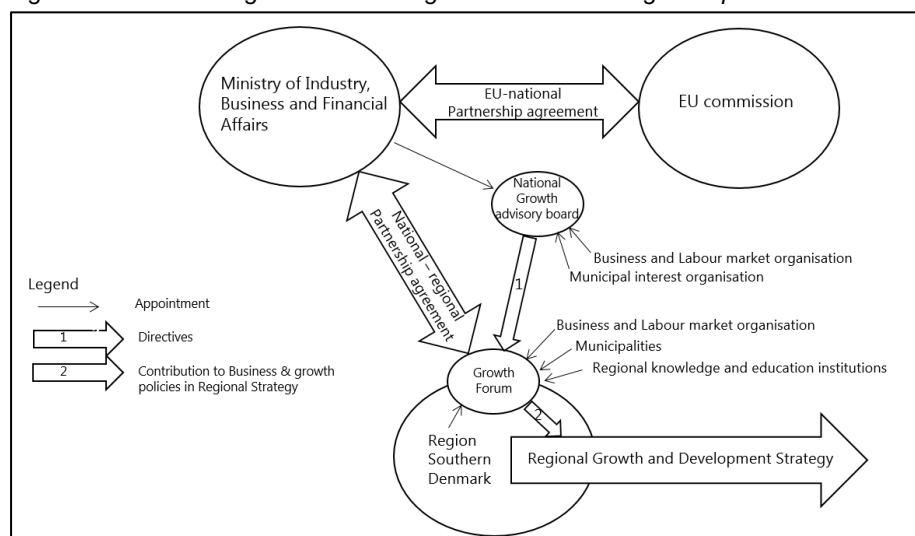 Ministry of Industry,
Business and Financial
Affairs
EU-national
Partnership agreement
EU commission
National
Growth
advisory board
Business and Labour market organisation
Municipal interest organisation
National – regional
Partnership agreement
1
Legend
Appointment
1
Directives
2
Contribution to Business & growth
policies in Regional Strategy
Business and Labour market organisation
Municipalities
Regional knowledge and education institutions
Growth
Forum
2
Region
Southern
Denmark
Regional Growth and Development Strategy